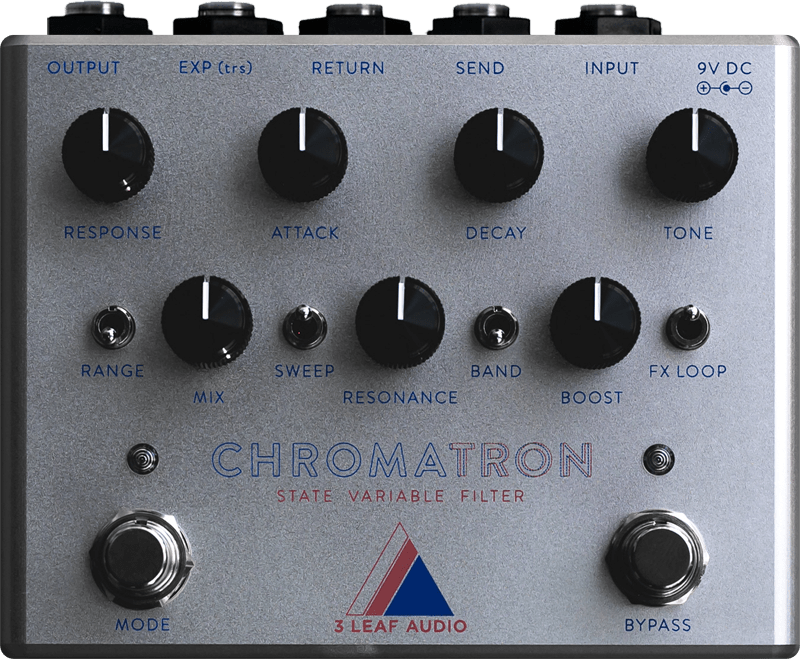 OUTPUT EXP (trs) RETURN SEND INPUT 9V DC
+ -
RESPONSE ATTACK DECAY TONE
RANGE SWEEP BAND FX LOOP
MIX RESONANCE BOOST
CHROMATRON
STATE VARIABLE FILTER
3 LEAF AUDIO
MODE BYPASS